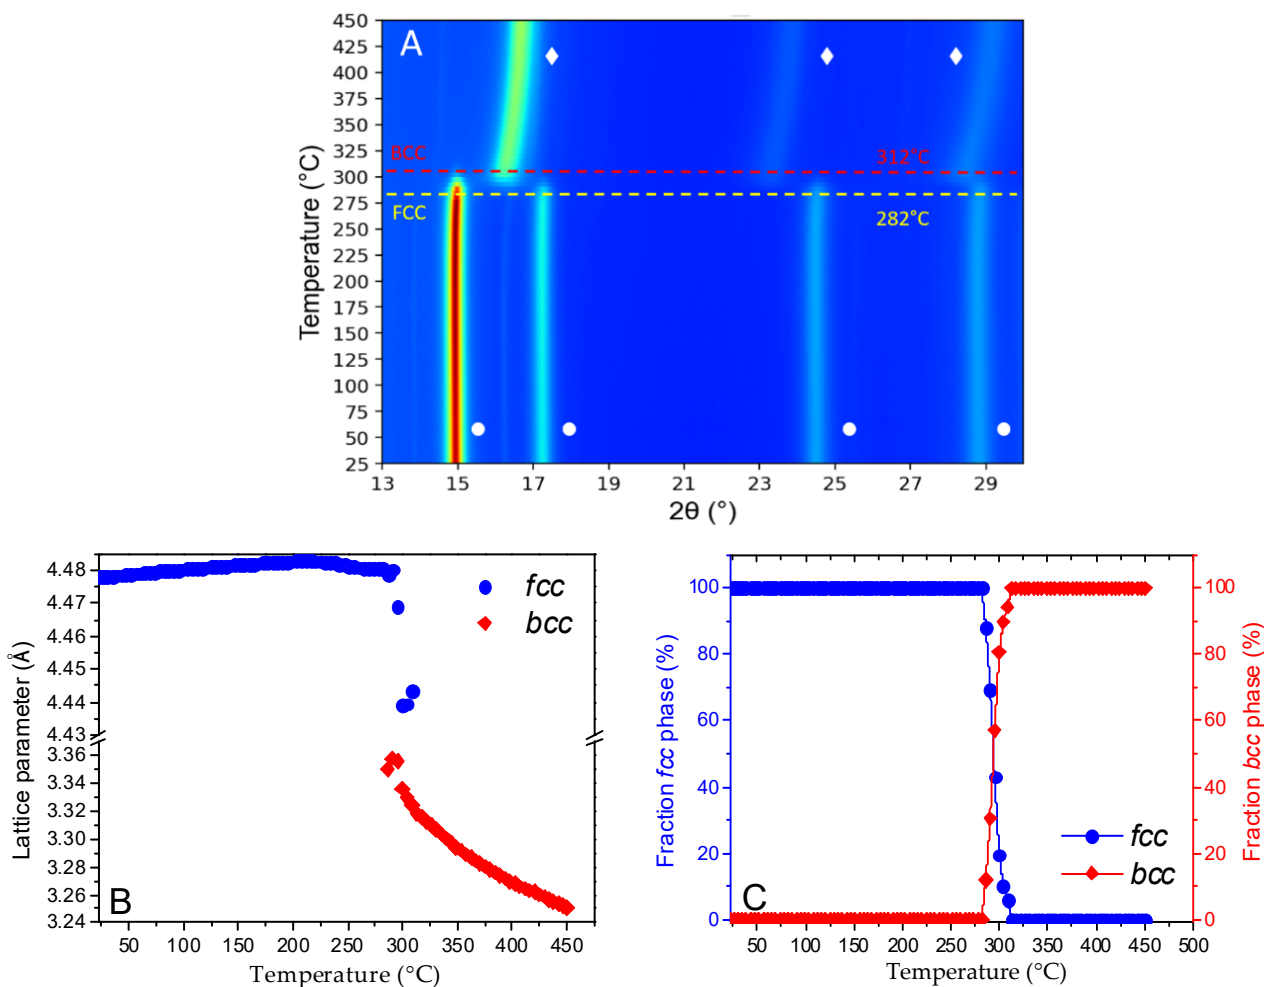 A
450
425
400
375
350
325
300
275
250
225
200
175
150
125
100
75
50
25
Temperature (°C)
BCC
312°C
FCC
282°C
13 15 17 19 21 23 25 27 29
2θ (°)
4.48
4.47
4.46
4.45
4.44
4.43
3.36
3.34
3.32
3.30
3.28
3.26
3.24
Lattice parameter (Å)
fcc
bcc
B
50 100 150 200 250 300 350 400 450
Temperature (°C)
100
80
60
40
20
0
Fraction fcc phase (%)
fcc
bcc
C
100
80
60
40
20
0
Fraction bcc phase (%)
50 100 150 200 250 300 350 400 450 500
Temperature (°C)